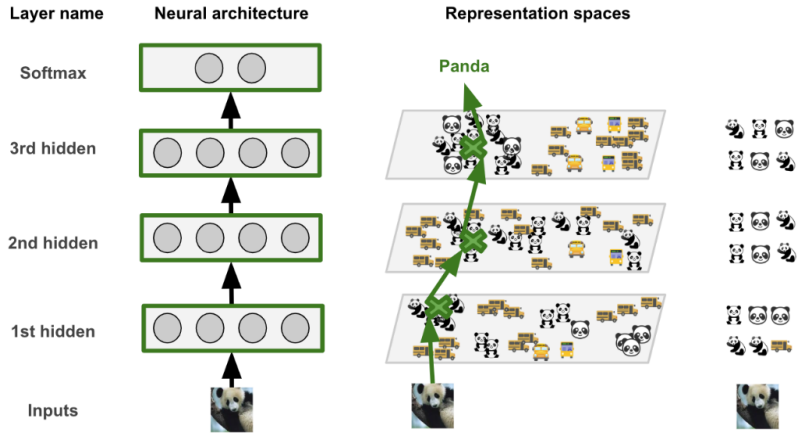 Layer name
Neural architecture
Representation spaces
Softmax
Panda
3rd hidden
2nd hidden
1st hidden
Inputs